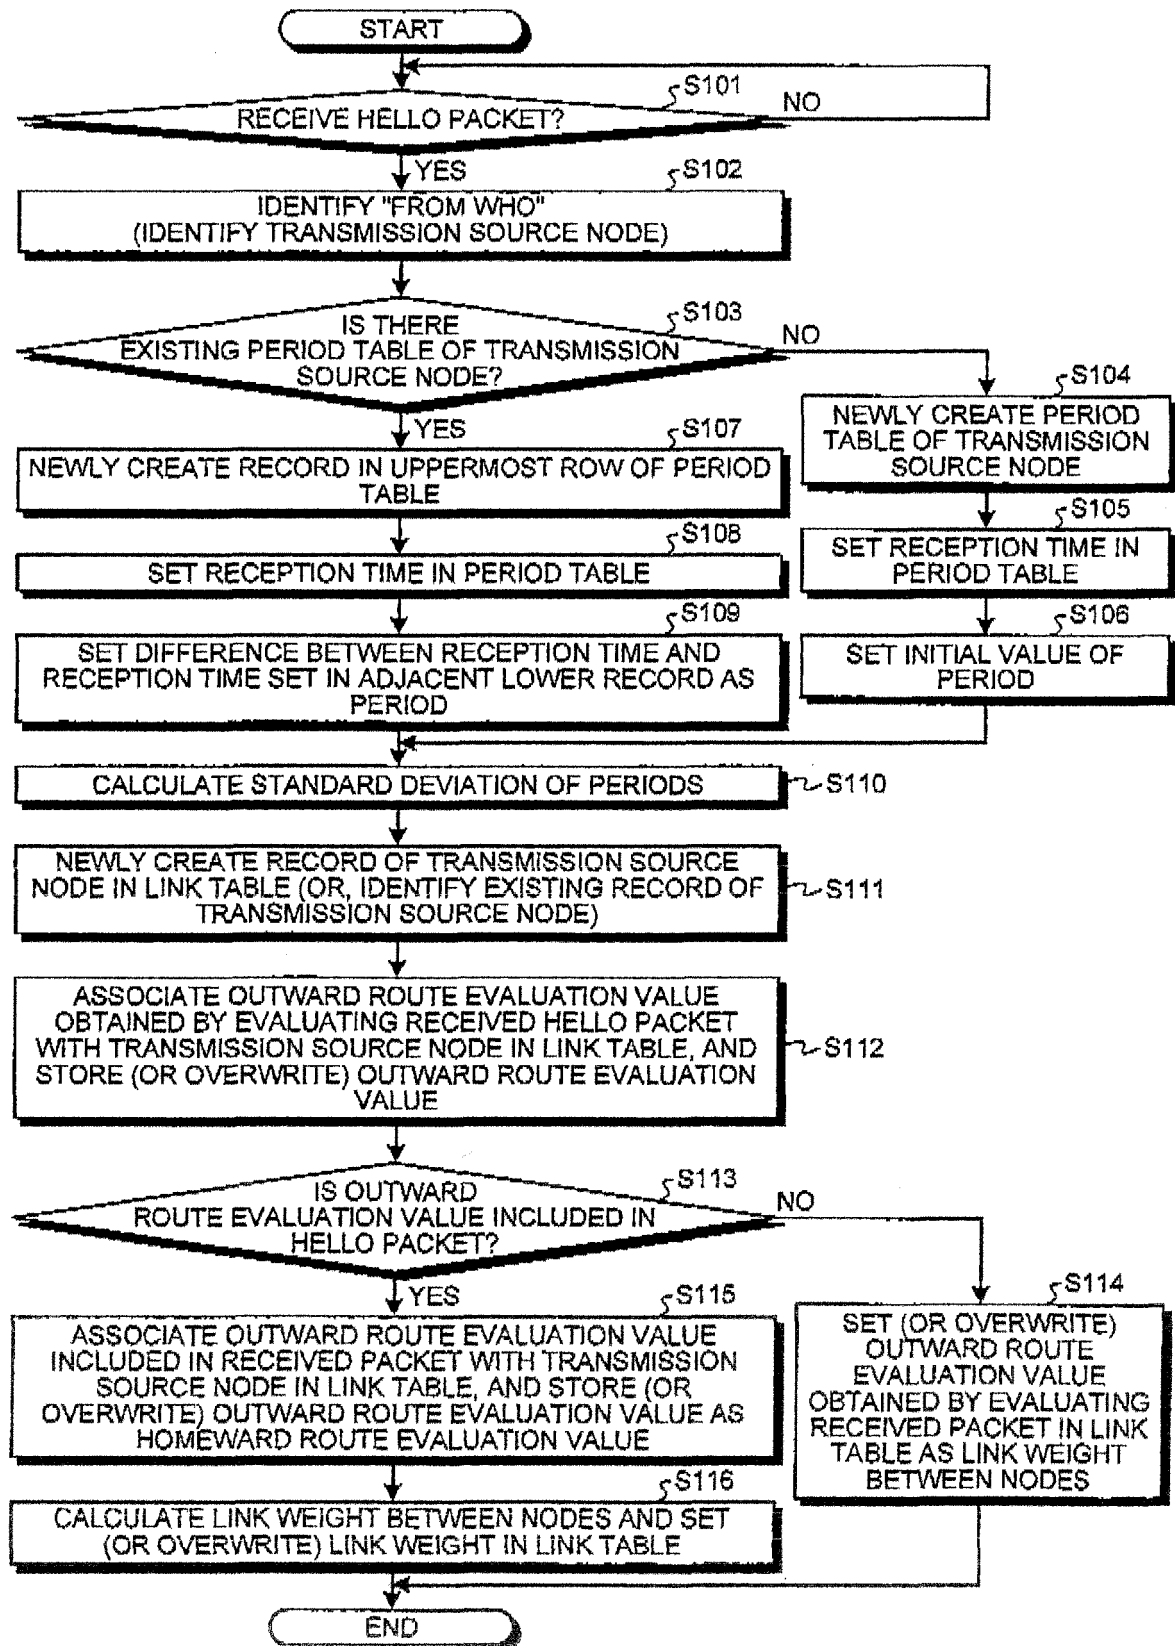 START
S101
RECEIVE HELLO PACKET?
NO
YES
S102
IDENTIFY "FROM WHO"
(IDENTIFY TRANSMISSION SOURCE NODE)
S103
IS THERE
EXISTING PERIOD TABLE OF TRANSMISSION
SOURCE NODE?
NO
YES
S104
NEWLY CREATE PERIOD
TABLE OF TRANSMISSION
SOURCE NODE
S107
NEWLY CREATE RECORD IN UPPERMOST ROW OF PERIOD
TABLE
S105
SET RECEPTION TIME IN
PERIOD TABLE
S108
SET RECEPTION TIME IN PERIOD TABLE
S106
SET INITIAL VALUE OF
PERIOD
S109
SET DIFFERENCE BETWEEN RECEPTION TIME AND
RECEPTION TIME SET IN ADJACENT LOWER RECORD AS
PERIOD
CALCULATE STANDARD DEVIATION OF PERIODS
S110
NEWLY CREATE RECORD OF TRANSMISSION SOURCE
NODE IN LINK TABLE (OR, IDENTIFY EXISTING RECORD OF
TRANSMISSION SOURCE NODE)
S111
ASSOCIATE OUTWARD ROUTE EVALUATION VALUE
OBTAINED BY EVALUATING RECEIVED HELLO PACKET
WITH TRANSMISSION SOURCE NODE IN LINK TABLE, AND
STORE (OR OVERWRITE) OUTWARD ROUTE EVALUATION
VALUE
S112
S113
IS OUTWARD
ROUTE EVALUATION VALUE INCLUDED IN
HELLO PACKET?
NO
YES
S114
SET (OR OVERWRITE)
OUTWARD ROUTE
EVALUATION VALUE
OBTAINED BY EVALUATING
RECEIVED PACKET IN LINK
TABLE AS LINK WEIGHT
BETWEEN NODES
S115
ASSOCIATE OUTWARD ROUTE EVALUATION VALUE
INCLUDED IN RECEIVED PACKET WITH TRANSMISSION
SOURCE NODE IN LINK TABLE, AND STORE (OR
OVERWRITE) OUTWARD ROUTE EVALUATION VALUE AS
HOMEWARD ROUTE EVALUATION VALUE
S116
CALCULATE LINK WEIGHT BETWEEN NODES AND SET
(OR OVERWRITE) LINK WEIGHT IN LINK TABLE
END